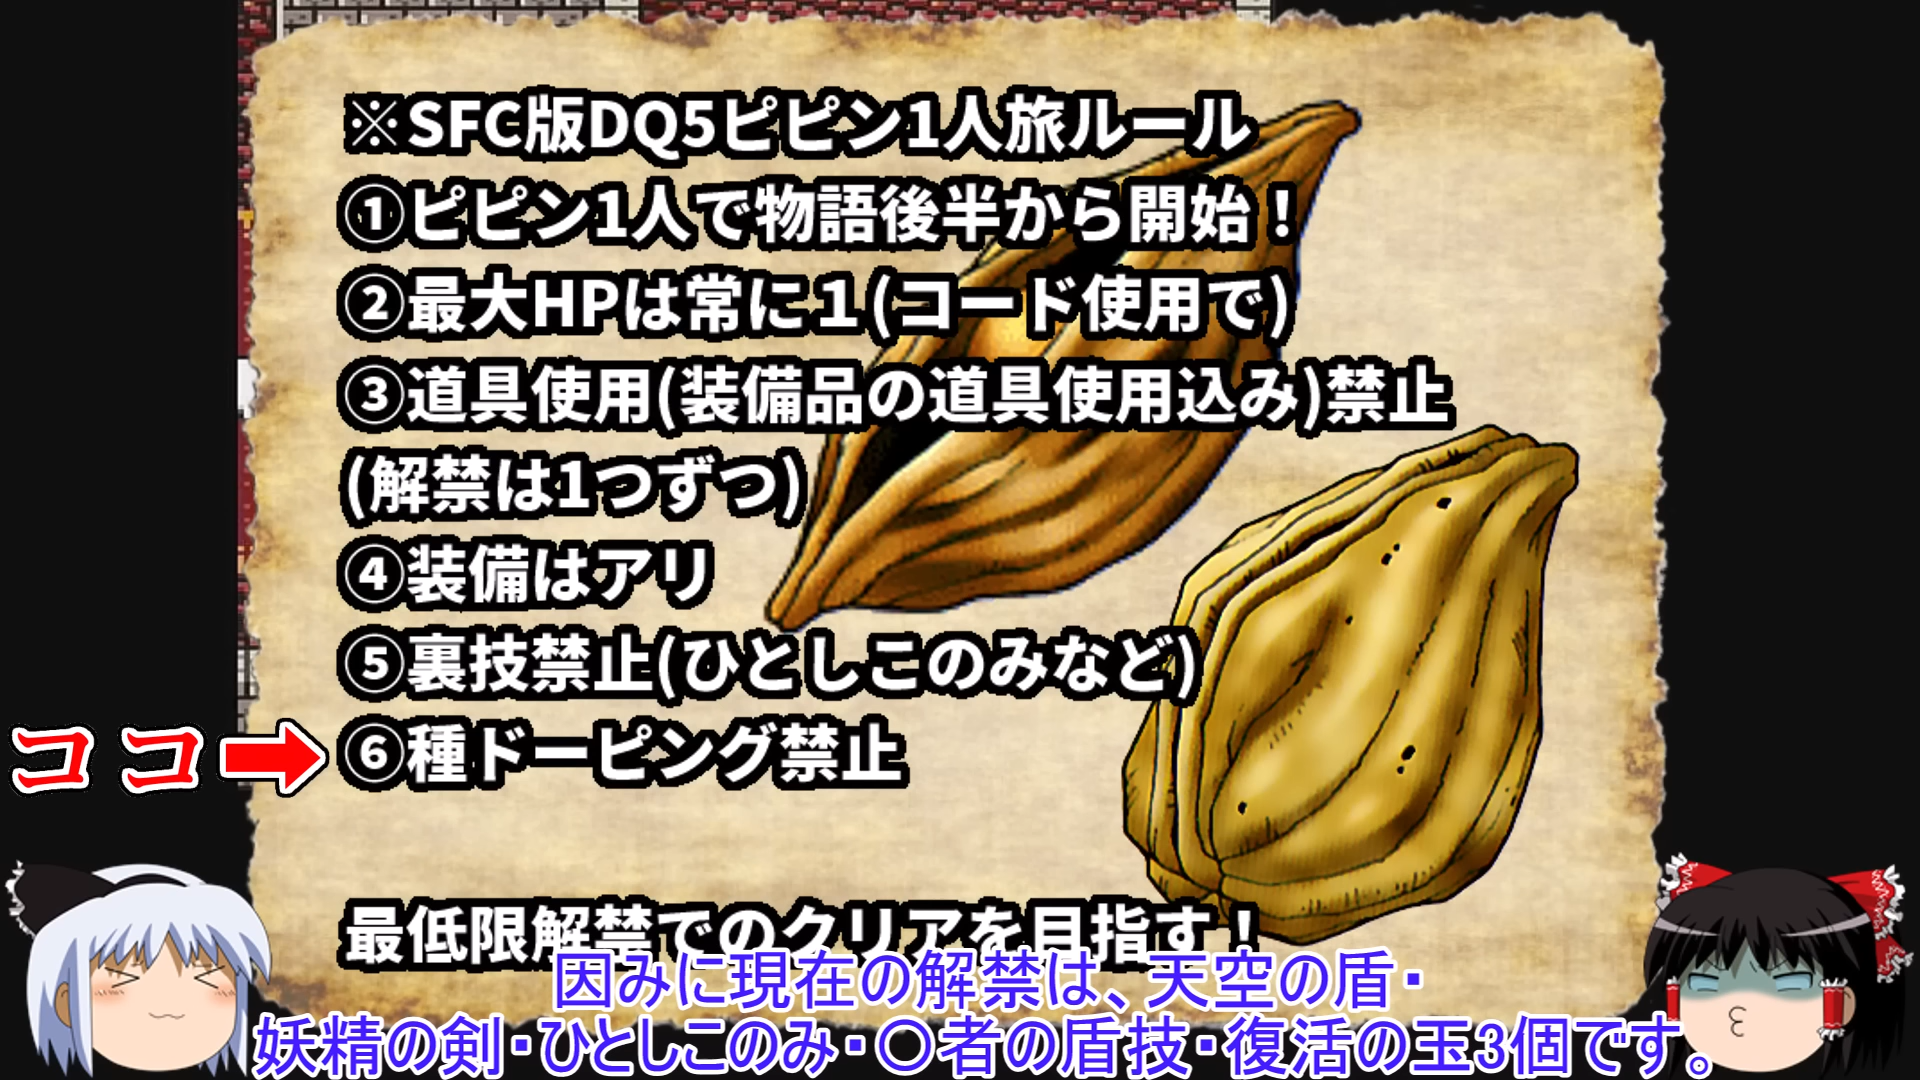 ※SFC版DQ5ピピン1人旅ルール
①ピピン1人で物語後半から開始！
②最大HPは常に１(コード使用で)
③道具使用(装備品の道具使用込み)禁止
(解禁は1つずつ)
④装備はアリ
⑤裏技禁止(ひとしこのみなど)
ココ
⑥種ドーピング禁止
最低限解禁でのクリアを目指す！
因みに現在の解禁は、天空の盾・
妖精の剣・ひとしこのみ・〇者の盾技・復活の玉3個です。